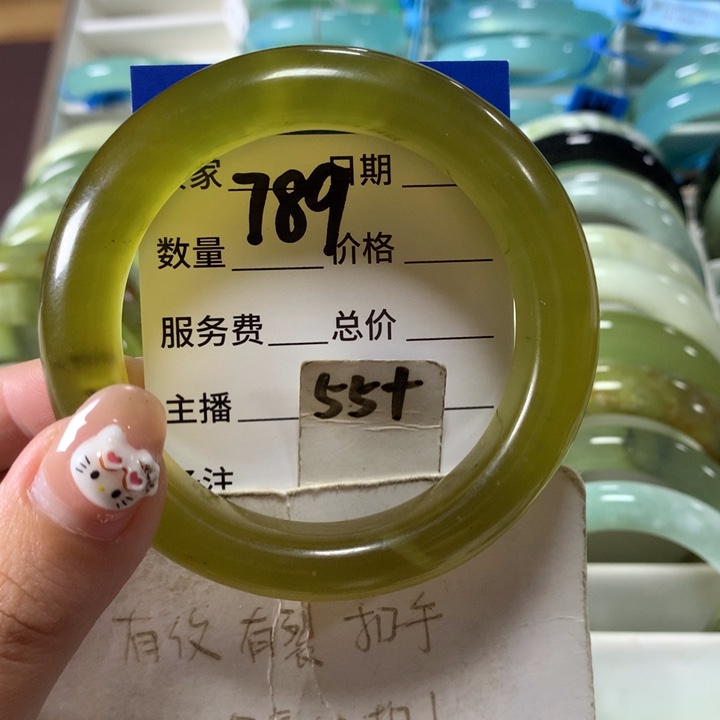 家 789 日期
数量 价格
服务费 总价
主播 55+
注
有纹 有裂 扣手